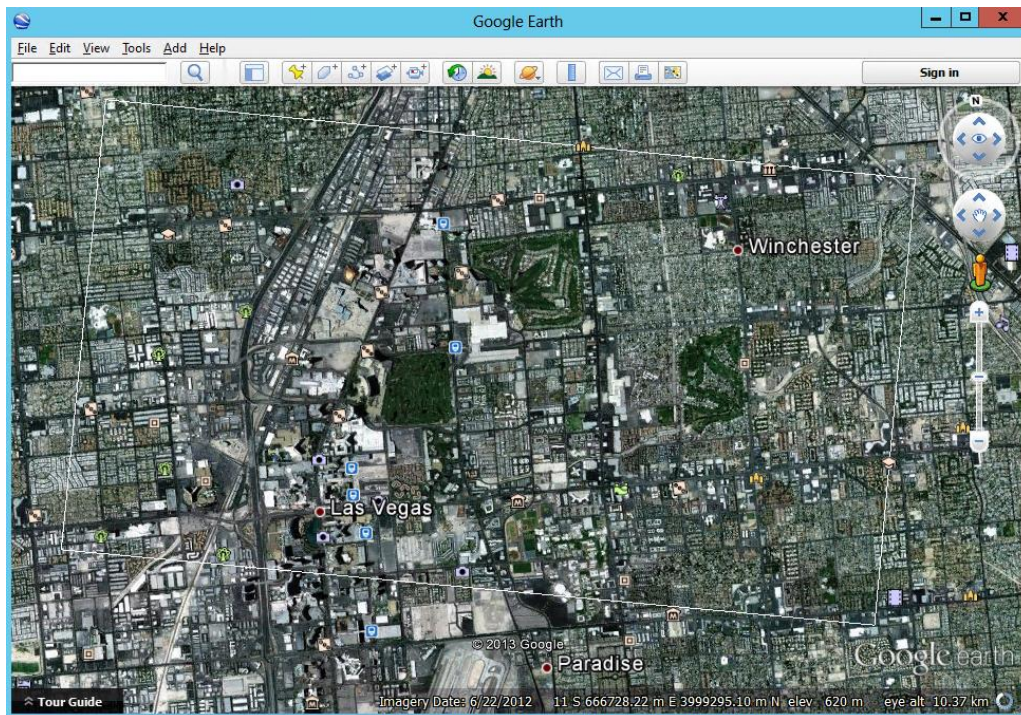 Google Earth
File Edit View Tools Add Help
Sign in
N
Winchester
Las Vegas
© 2013 Google
Paradise
Google earth
Tour Guide
Imagery Date: 6/22/2012 11 S 666728.22 m E 3999295.10 m N elev 620 m eye alt 10.37 km